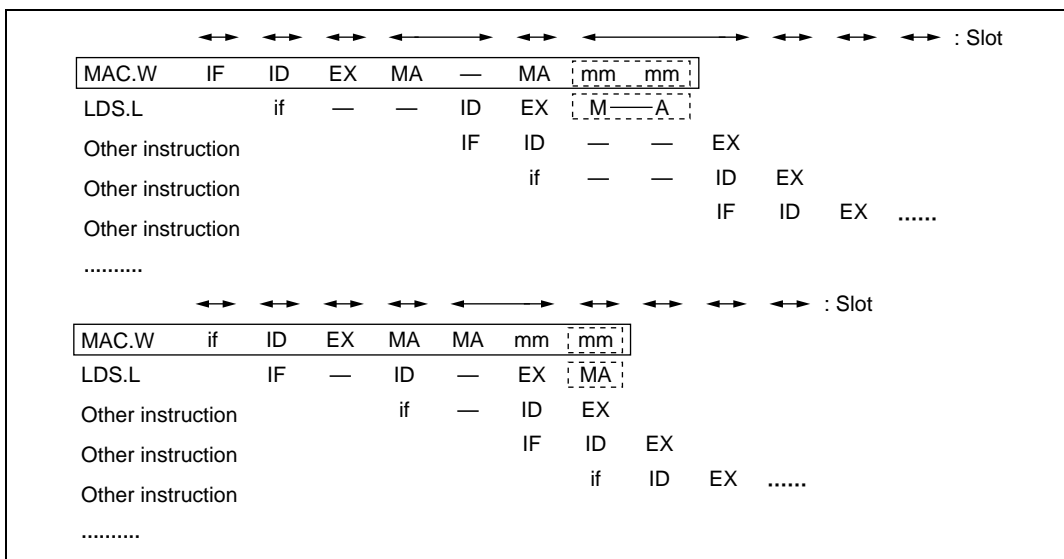 : Slot
MAC.W IF ID EX MA — MA mm mm
LDS.L if — — ID EX M——A
Other instruction IF ID — — EX
Other instruction if — — ID EX
Other instruction IF ID EX ......
..........
: Slot
MAC.W if ID EX MA MA mm mm
LDS.L IF — ID — EX MA
Other instruction if — ID EX
Other instruction IF ID EX
Other instruction if ID EX ......
..........